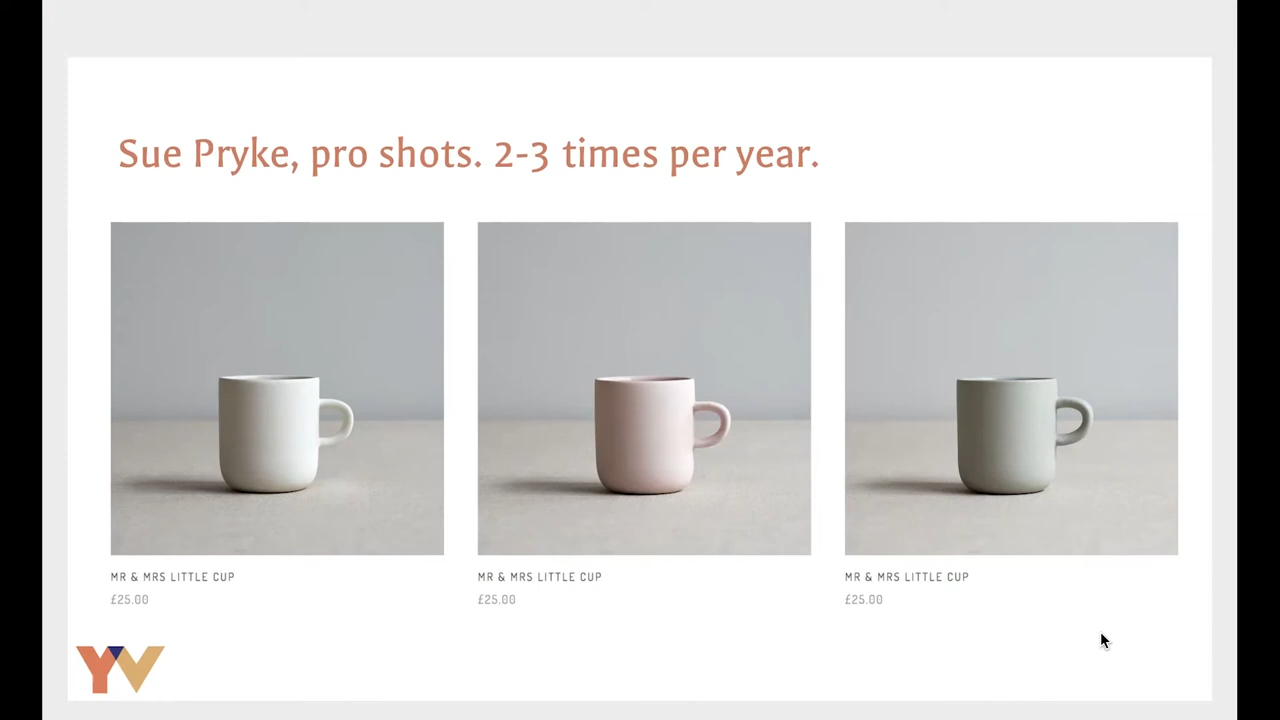 Sue Pryke, pro shots. 2-3 times per year.
MR & MRS LITTLE CUP
£25.00
MR & MRS LITTLE CUP
£25.00
MR & MRS LITTLE CUP
£25.00
YV